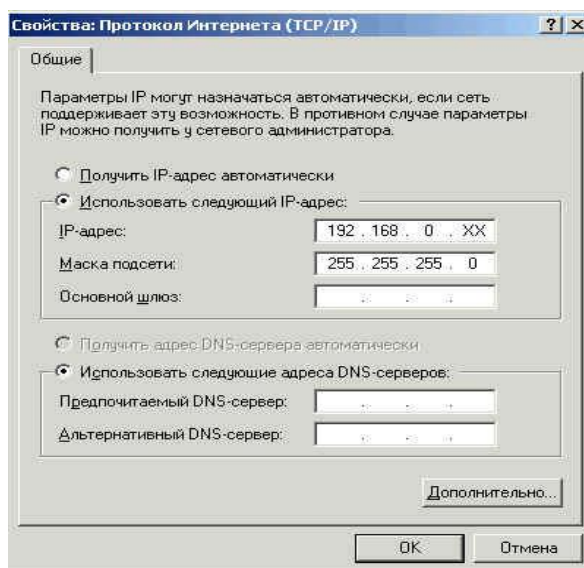 Свойства: Протокол Интернета (TCP/IP)
Общие
Параметры IP могут назначаться автоматически, если сеть
поддерживает эту возможность. В противном случае параметры
IP можно получить у сетевого администратора.
Получить IP-адрес автоматически
Использовать следующий IP-адрес:
IP-адрес: 192 . 168 . 0 . XX
Маска подсети: 255 . 255 . 255 . 0
Основной шлюз: . . .
Получить адрес DNS-сервера автоматически
Использовать следующие адреса DNS-серверов:
Предпочитаемый DNS-сервер: . . .
Альтернативный DNS-сервер: . . .
Дополнительно...
OK Отмена